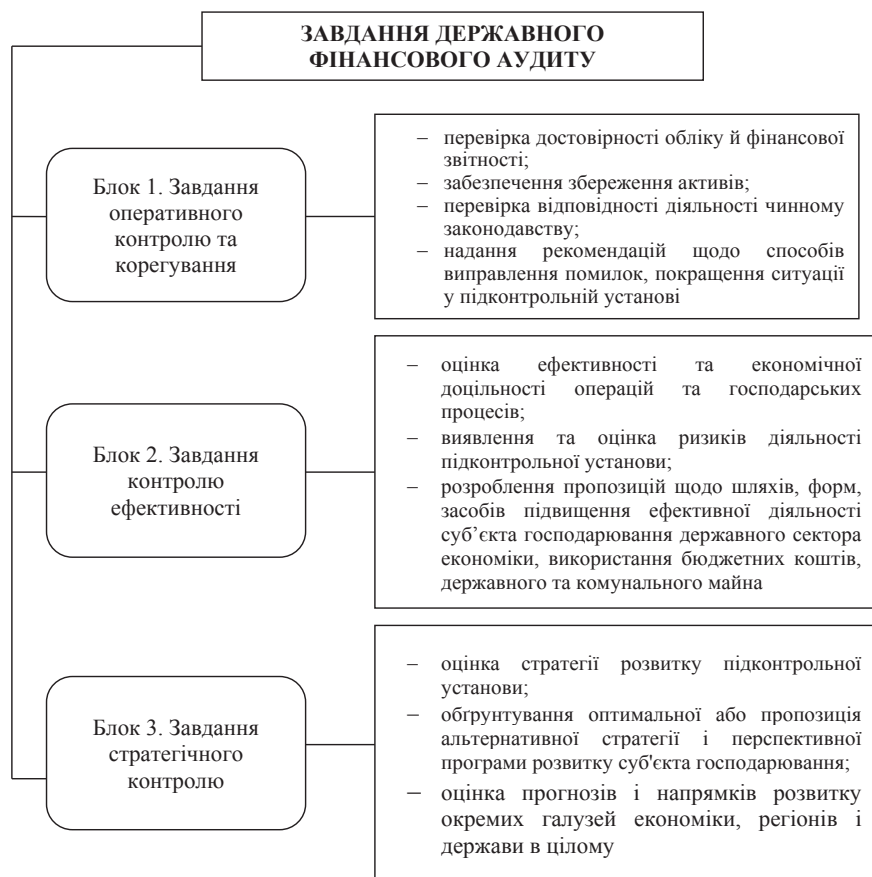 ЗАВДАННЯ ДЕРЖАВНОГО
ФІНАНСОВОГО АУДИТУ
Блок 1. Завдання
оперативного
контролю та
корегування
– перевірка достовірності обліку й фінансової
звітності;
– забезпечення збереження активів;
– перевірка відповідності діяльності чинному
законодавству;
– надання рекомендацій щодо способів
виправлення помилок, покращення ситуації
у підконтрольній установі
Блок 2. Завдання
контролю
ефективності
– оцінка ефективності та економічної
доцільності операцій та господарських
процесів;
– виявлення та оцінка ризиків діяльності
підконтрольної установи;
– розроблення пропозицій щодо шляхів, форм,
засобів підвищення ефективної діяльності
суб’єкта господарювання державного сектора
економіки, використання бюджетних коштів,
державного та комунального майна
Блок 3. Завдання
стратегічного
контролю
– оцінка стратегії розвитку підконтрольної
установи;
– обґрунтування оптимальної або пропозиція
альтернативної стратегії і перспективної
програми розвитку суб'єкта господарювання;
– оцінка прогнозів і напрямків розвитку
окремих галузей економіки, регіонів і
держави в цілому